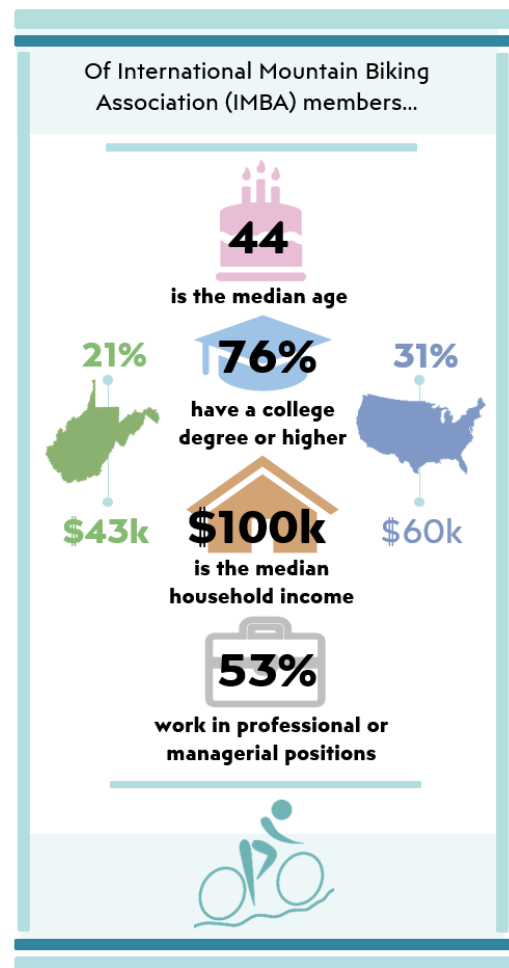 Of International Mountain Biking
Association (IMBA) members...
44
is the median age
21%
76%
31%
have a college
degree or higher
$43k
$100k
$60k
is the median
household income
53%
work in professional or
managerial positions